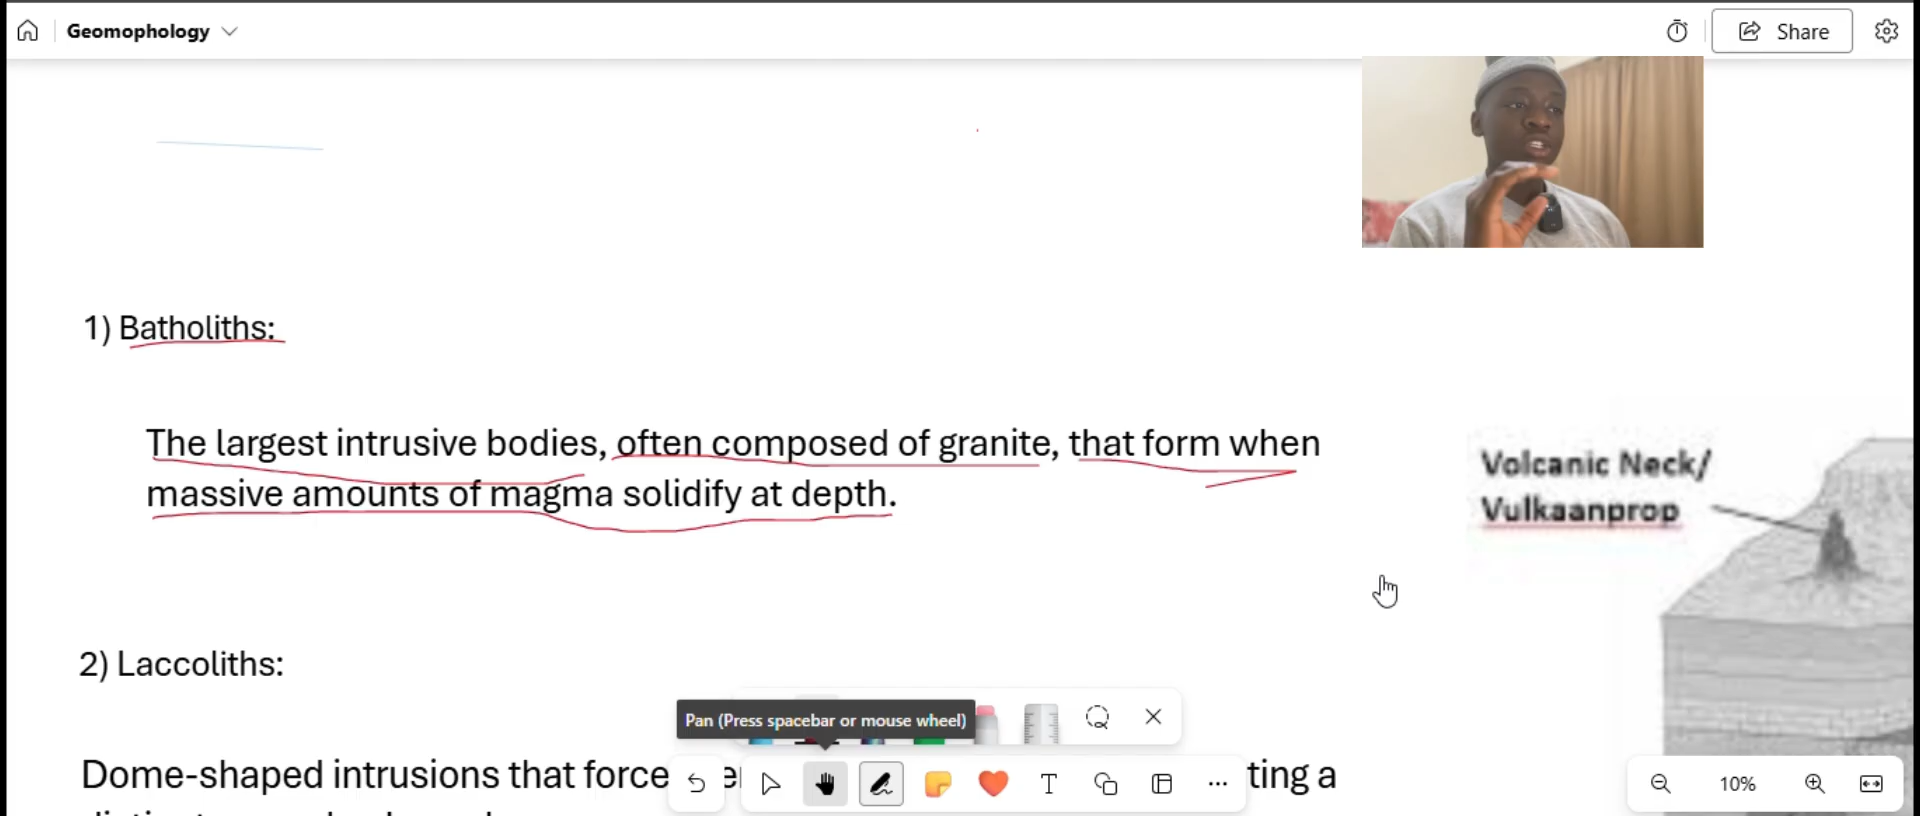 Geomophology
Share
1) Batholiths:
The largest intrusive bodies, often composed of granite, that form when
massive amounts of magma solidify at depth.
Volcanic Neck/
Vulkaanprop
2) Laccoliths:
Pan (Press spacebar or mouse wheel)
Dome-shaped intrusions that force
ting a
T
10%